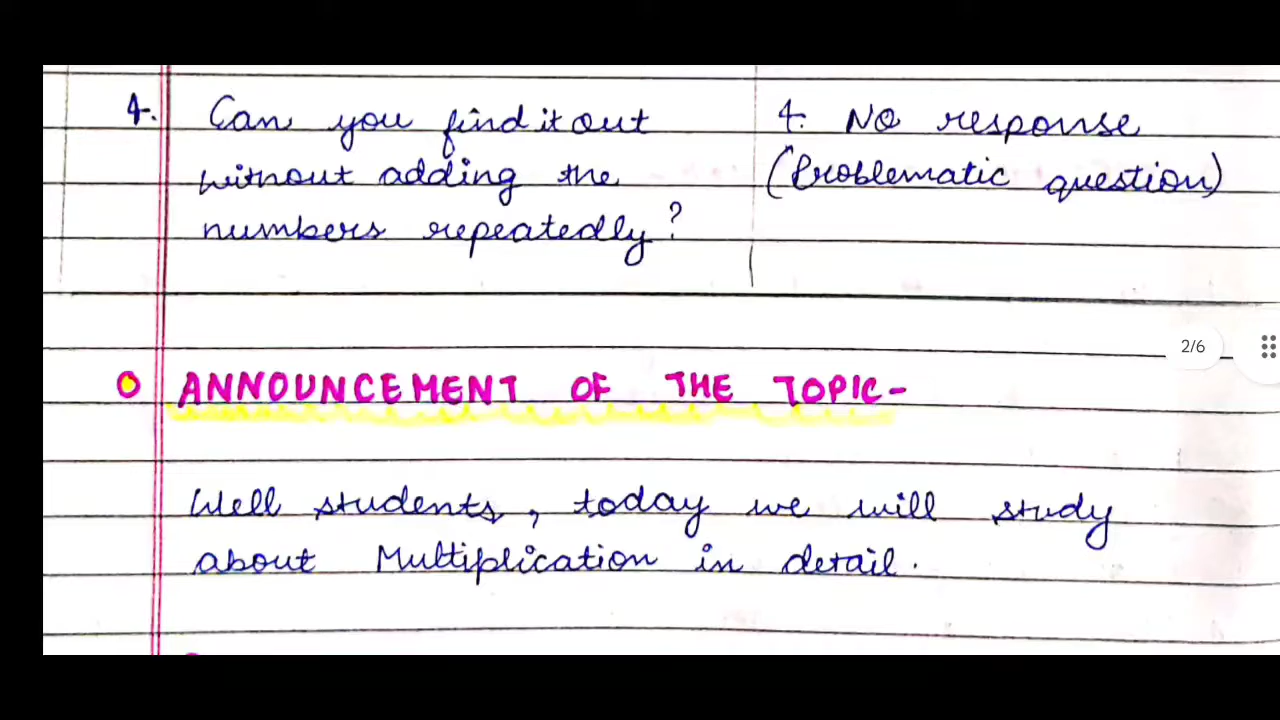 4. Can you find it out
without adding the
numbers repeatedly?
4. No response
(Problematic question)
2/6
ANNOUNCEMENT OF THE TOPIC-
Well students, today we will study
about Multiplication in detail.